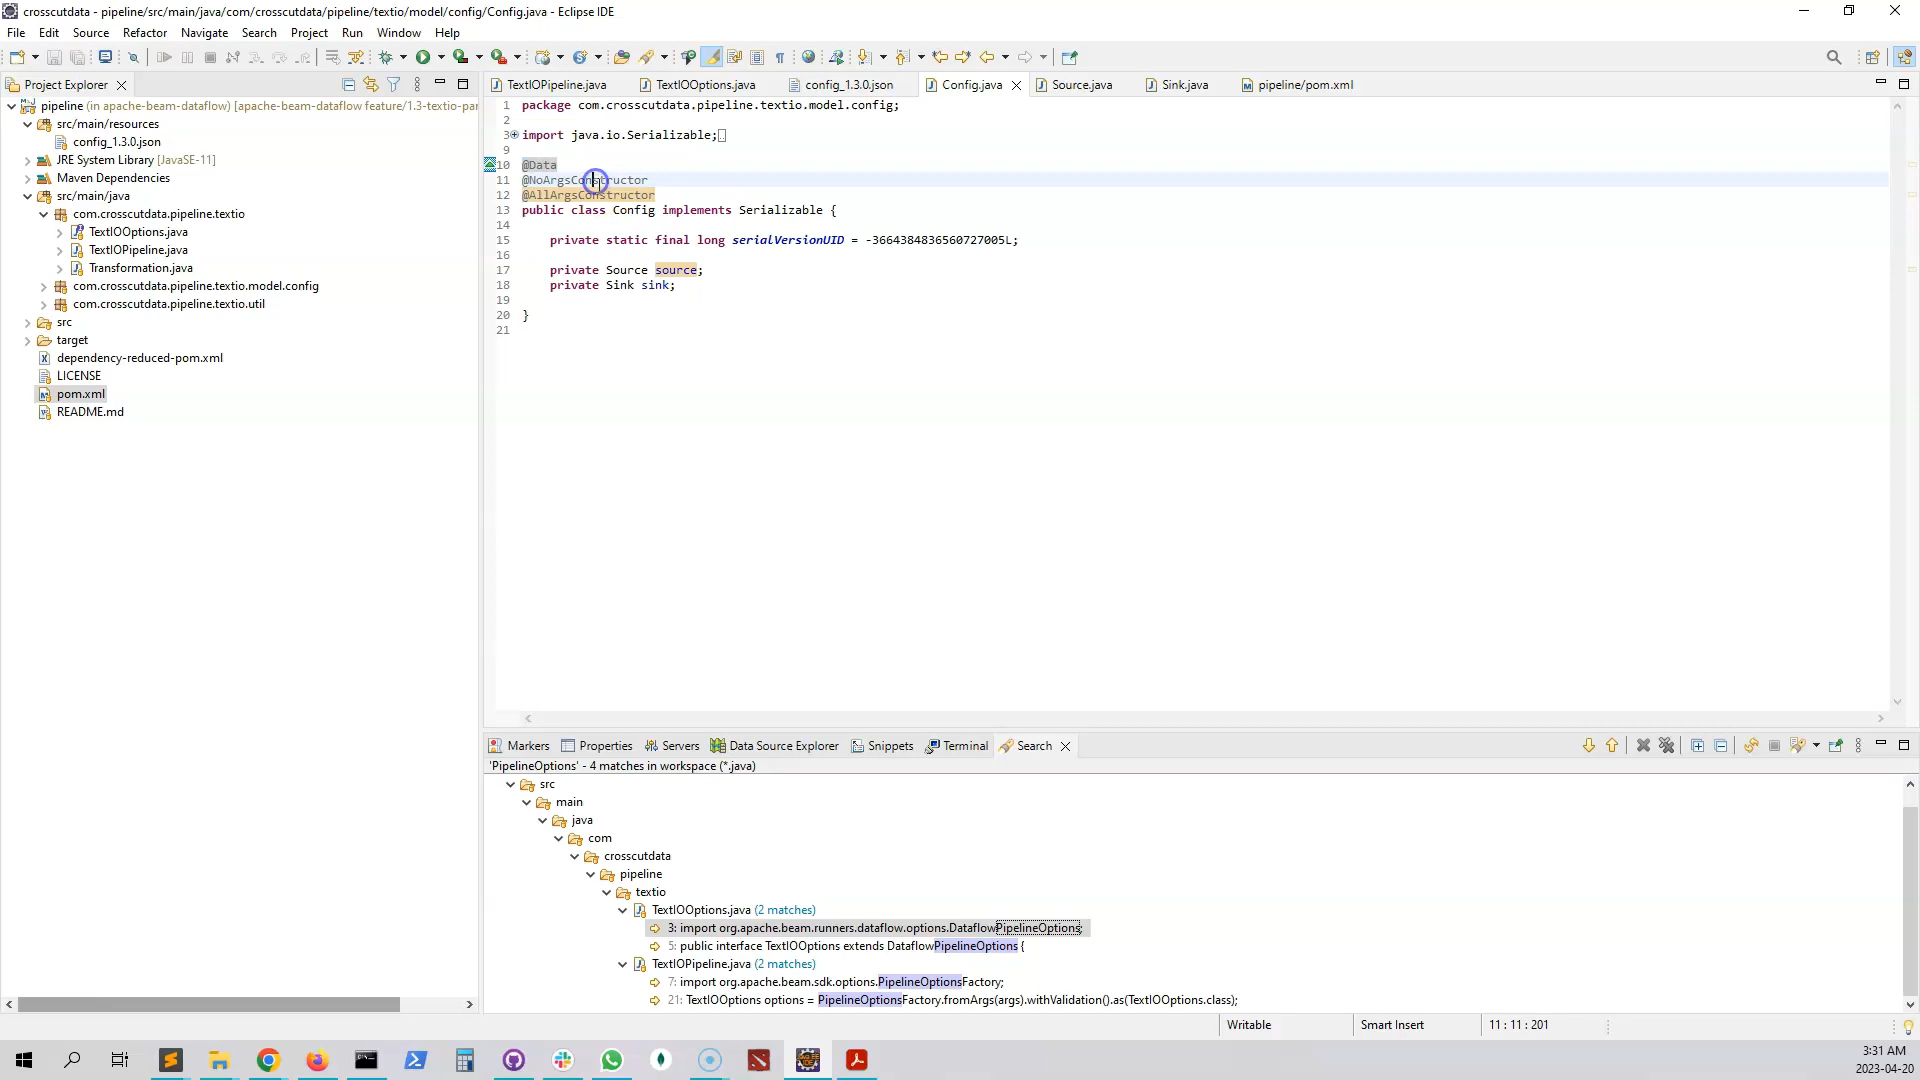 crosscutdata - pipeline/src/main/java/com/crosscutdata/pipeline/textio/model/config/Config.java - Eclipse IDE
File Edit Source Refactor Navigate Search Project Run Window Help
Project Explorer
pipeline (in apache-beam-dataflow) [apache-beam-dataflow feature/1.3-textio-par
src/main/resources
config_1.3.0.json
JRE System Library [JavaSE-11]
Maven Dependencies
src/main/java
com.crosscutdata.pipeline.textio
TextIOOptions.java
TextIOPipeline.java
Transformation.java
com.crosscutdata.pipeline.textio.model.config
com.crosscutdata.pipeline.textio.util
src
target
dependency-reduced-pom.xml
LICENSE
pom.xml
README.md
TextIOPipeline.java TextIOOptions.java config_1.3.0.json Config.java Source.java Sink.java pipeline/pom.xml
1 package com.crosscutdata.pipeline.textio.model.config;
2
3 import java.io.Serializable;
9
10 @Data
11 @NoArgsConstructor
12 @AllArgsConstructor
13 public class Config implements Serializable {
14
15 private static final long serialVersionUID = -3664384836560727005L;
16
17 private Source source;
18 private Sink sink;
19
20 }
21
Markers Properties Servers Data Source Explorer Snippets Terminal Search
'PipelineOptions' - 4 matches in workspace (*.java)
src
main
java
com
crosscutdata
pipeline
textio
TextIOOptions.java (2 matches)
3: import org.apache.beam.runners.dataflow.options.DataflowPipelineOptions;
5: public interface TextIOOptions extends DataflowPipelineOptions {
TextIOPipeline.java (2 matches)
7: import org.apache.beam.sdk.options.PipelineOptionsFactory;
21: TextIOOptions options = PipelineOptionsFactory.fromArgs(args).withValidation().as(TextIOOptions.class);
Writable Smart Insert 11 : 11 : 201
3:31 AM
2023-04-20